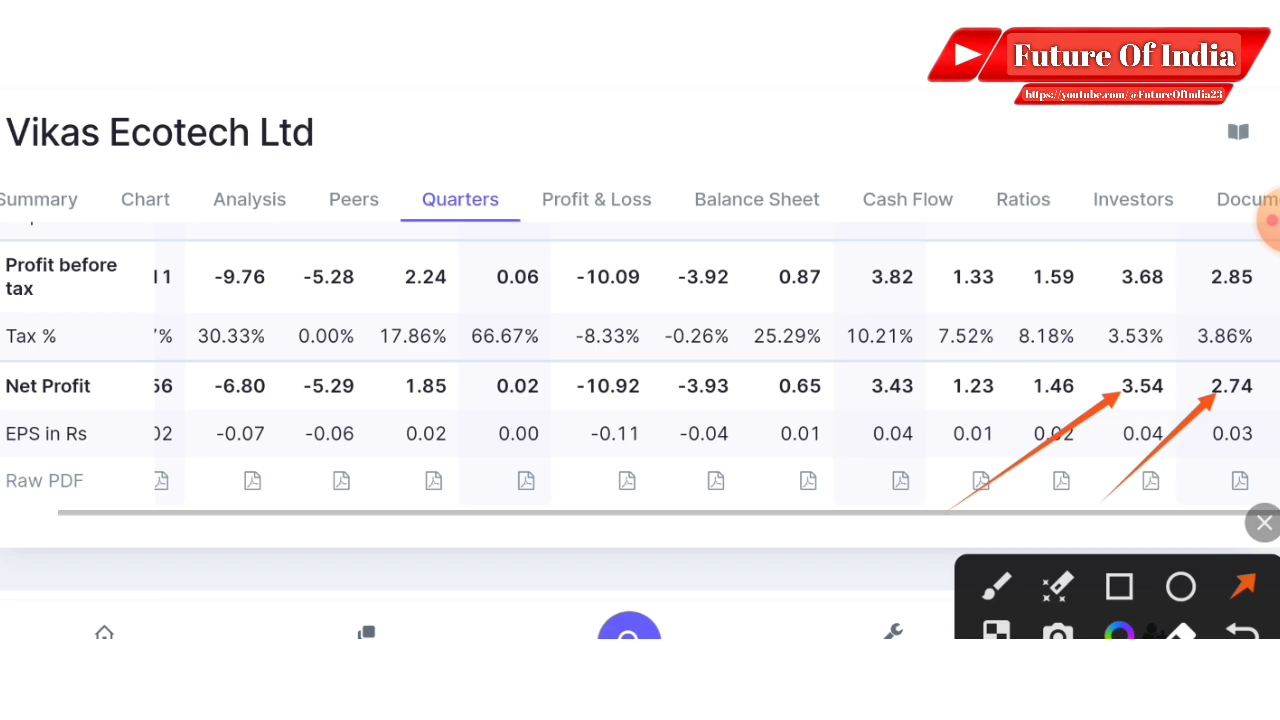 Future Of India
https://youtube.com/@FutureOfIndia23
Vikas Ecotech Ltd
Summary Chart Analysis Peers Quarters Profit & Loss Balance Sheet Cash Flow Ratios Investors Docum
Profit before tax 11 -9.76 -5.28 2.24 0.06 -10.09 -3.92 0.87 3.82 1.33 1.59 3.68 2.85
Tax % % 30.33% 0.00% 17.86% 66.67% -8.33% -0.26% 25.29% 10.21% 7.52% 8.18% 3.53% 3.86%
Net Profit 56 -6.80 -5.29 1.85 0.02 -10.92 -3.93 0.65 3.43 1.23 1.46 3.54 2.74
EPS in Rs 02 -0.07 -0.06 0.02 0.00 -0.11 -0.04 0.01 0.04 0.01 0.02 0.04 0.03
Raw PDF